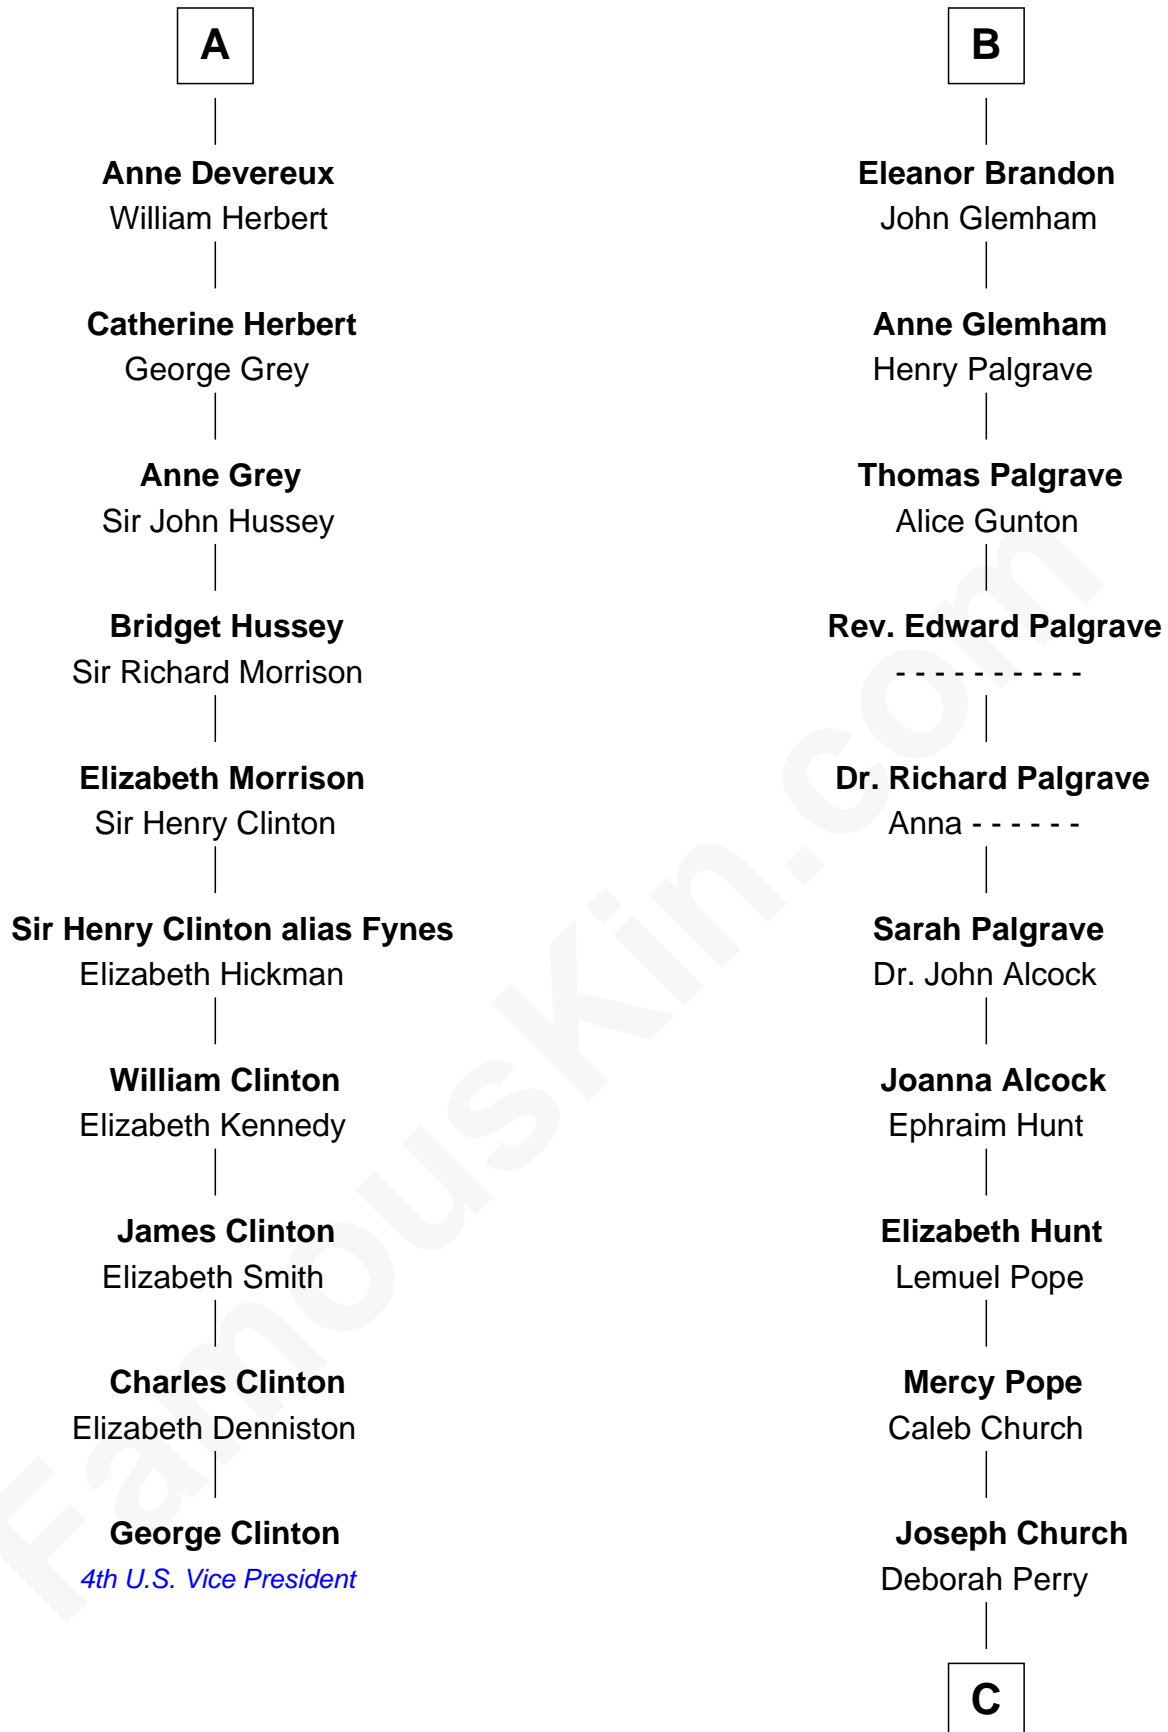 A
Anne Devereux
William Herbert
Catherine Herbert
George Grey
Anne Grey
Sir John Hussey
Bridget Hussey
Sir Richard Morrison
Elizabeth Morrison
Sir Henry Clinton
Sir Henry Clinton alias Fynes
Elizabeth Hickman
William Clinton
Elizabeth Kennedy
James Clinton
Elizabeth Smith
Charles Clinton
Elizabeth Denniston
George Clinton
4th U.S. Vice President
B
Eleanor Brandon
John Glemham
Anne Glemham
Henry Palgrave
Thomas Palgrave
Alice Gunton
Rev. Edward Palgrave
- - - - - - - - - -
Dr. Richard Palgrave
Anna - - - - - -
Sarah Palgrave
Dr. John Alcock
Joanna Alcock
Ephraim Hunt
Elizabeth Hunt
Lemuel Pope
Mercy Pope
Caleb Church
Joseph Church
Deborah Perry
C
FamousKin.com